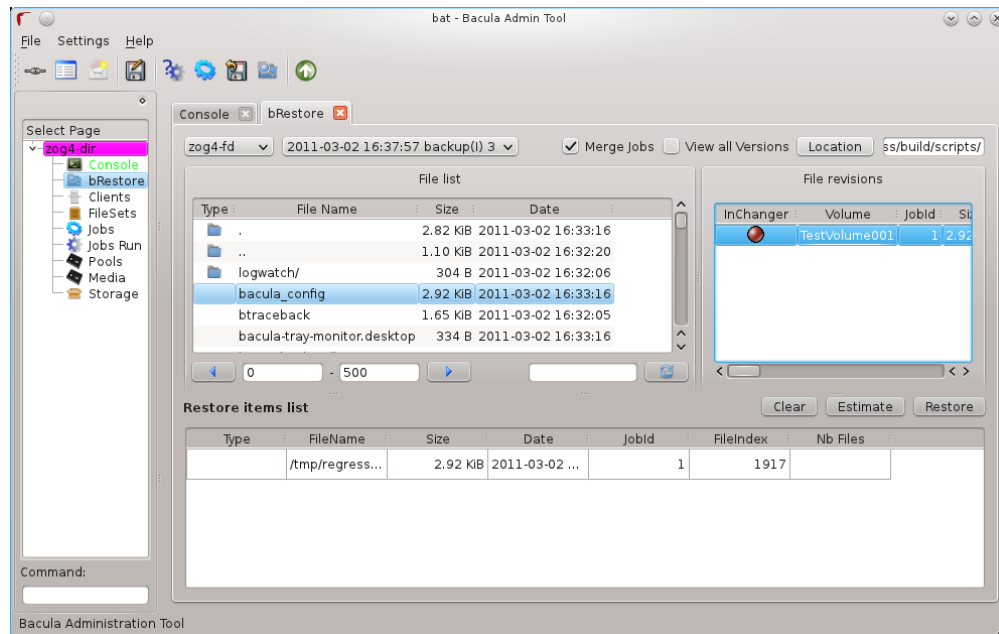 bat - Bacula Admin Tool
File Settings Help
Console bRestore
Select Page
zog4-dir
Console
bRestore
Clients
FileSets
Jobs
Jobs Run
Pools
Media
Storage
Command:
zog4-fd 2011-03-02 16:37:57 backup(I) 3 Merge Jobs View all Versions Location ss/build/scripts/
File list
Type File Name Size Date
. 2.82 KiB 2011-03-02 16:33:16
.. 1.10 KiB 2011-03-02 16:32:20
logwatch/ 304 B 2011-03-02 16:32:06
bacula_config 2.92 KiB 2011-03-02 16:33:16
btraceback 1.65 KiB 2011-03-02 16:32:05
bacula-tray-monitor.desktop 334 B 2011-03-02 16:33:16
0 - 500
File revisions
InChanger Volume JobId Siz
TestVolume001 1 2.92
Restore items list Clear Estimate Restore
Type FileName Size Date JobId FileIndex Nb Files
/tmp/regress... 2.92 KiB 2011-03-02 ... 1 1917
Bacula Administration Tool